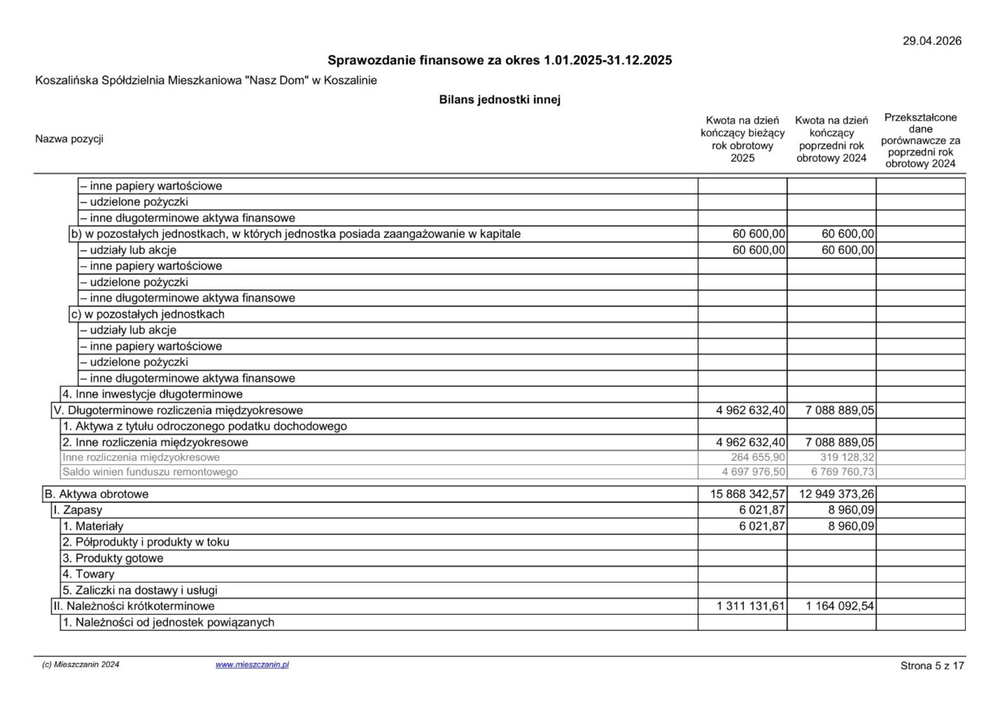 29.04.2026
Sprawozdanie finansowe za okres 1.01.2025-31.12.2025
Koszalińska Spółdzielnia Mieszkaniowa "Nasz Dom" w Koszalinie
Bilans jednostki innej
Nazwa pozycji
Kwota na dzień
kończący bieżący
rok obrotowy
2025
Kwota na dzień
kończący
poprzedni rok
obrotowy 2024
Przekształcone
dane
porównawcze za
poprzedni rok
obrotowy 2024
– inne papiery wartościowe
– udzielone pożyczki
– inne długoterminowe aktywa finansowe
b) w pozostałych jednostkach, w których jednostka posiada zaangażowanie w kapitale 60 600,00 60 600,00
– udziały lub akcje 60 600,00 60 600,00
– inne papiery wartościowe
– udzielone pożyczki
– inne długoterminowe aktywa finansowe
c) w pozostałych jednostkach
– udziały lub akcje
– inne papiery wartościowe
– udzielone pożyczki
– inne długoterminowe aktywa finansowe
4. Inne inwestycje długoterminowe
V. Długoterminowe rozliczenia międzyokresowe 4 962 632,40 7 088 889,05
1. Aktywa z tytułu odroczonego podatku dochodowego
2. Inne rozliczenia międzyokresowe 4 962 632,40 7 088 889,05
Inne rozliczenia międzyokresowe 264 655,90 319 128,32
Saldo winien funduszu remontowego 4 697 976,50 6 769 760,73
B. Aktywa obrotowe 15 868 342,57 12 949 373,26
I. Zapasy 6 021,87 8 960,09
1. Materiały 6 021,87 8 960,09
2. Półprodukty i produkty w toku
3. Produkty gotowe
4. Towary
5. Zaliczki na dostawy i usługi
II. Należności krótkoterminowe 1 311 131,61 1 164 092,54
1. Należności od jednostek powiązanych
(c) Mieszczanin 2024 www.mieszczanin.pl Strona 5 z 17